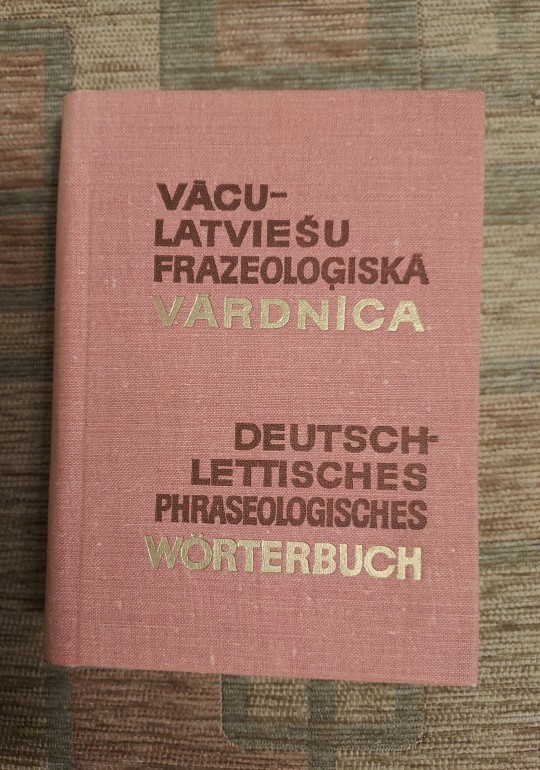 VĀCU-
LATVIEŠU
FRAZEOLOĢISKĀ
VĀRDNĪCA
DEUTSCH-
LETTISCHES
PHRASEOLOGISCHES
WÖRTERBUCH